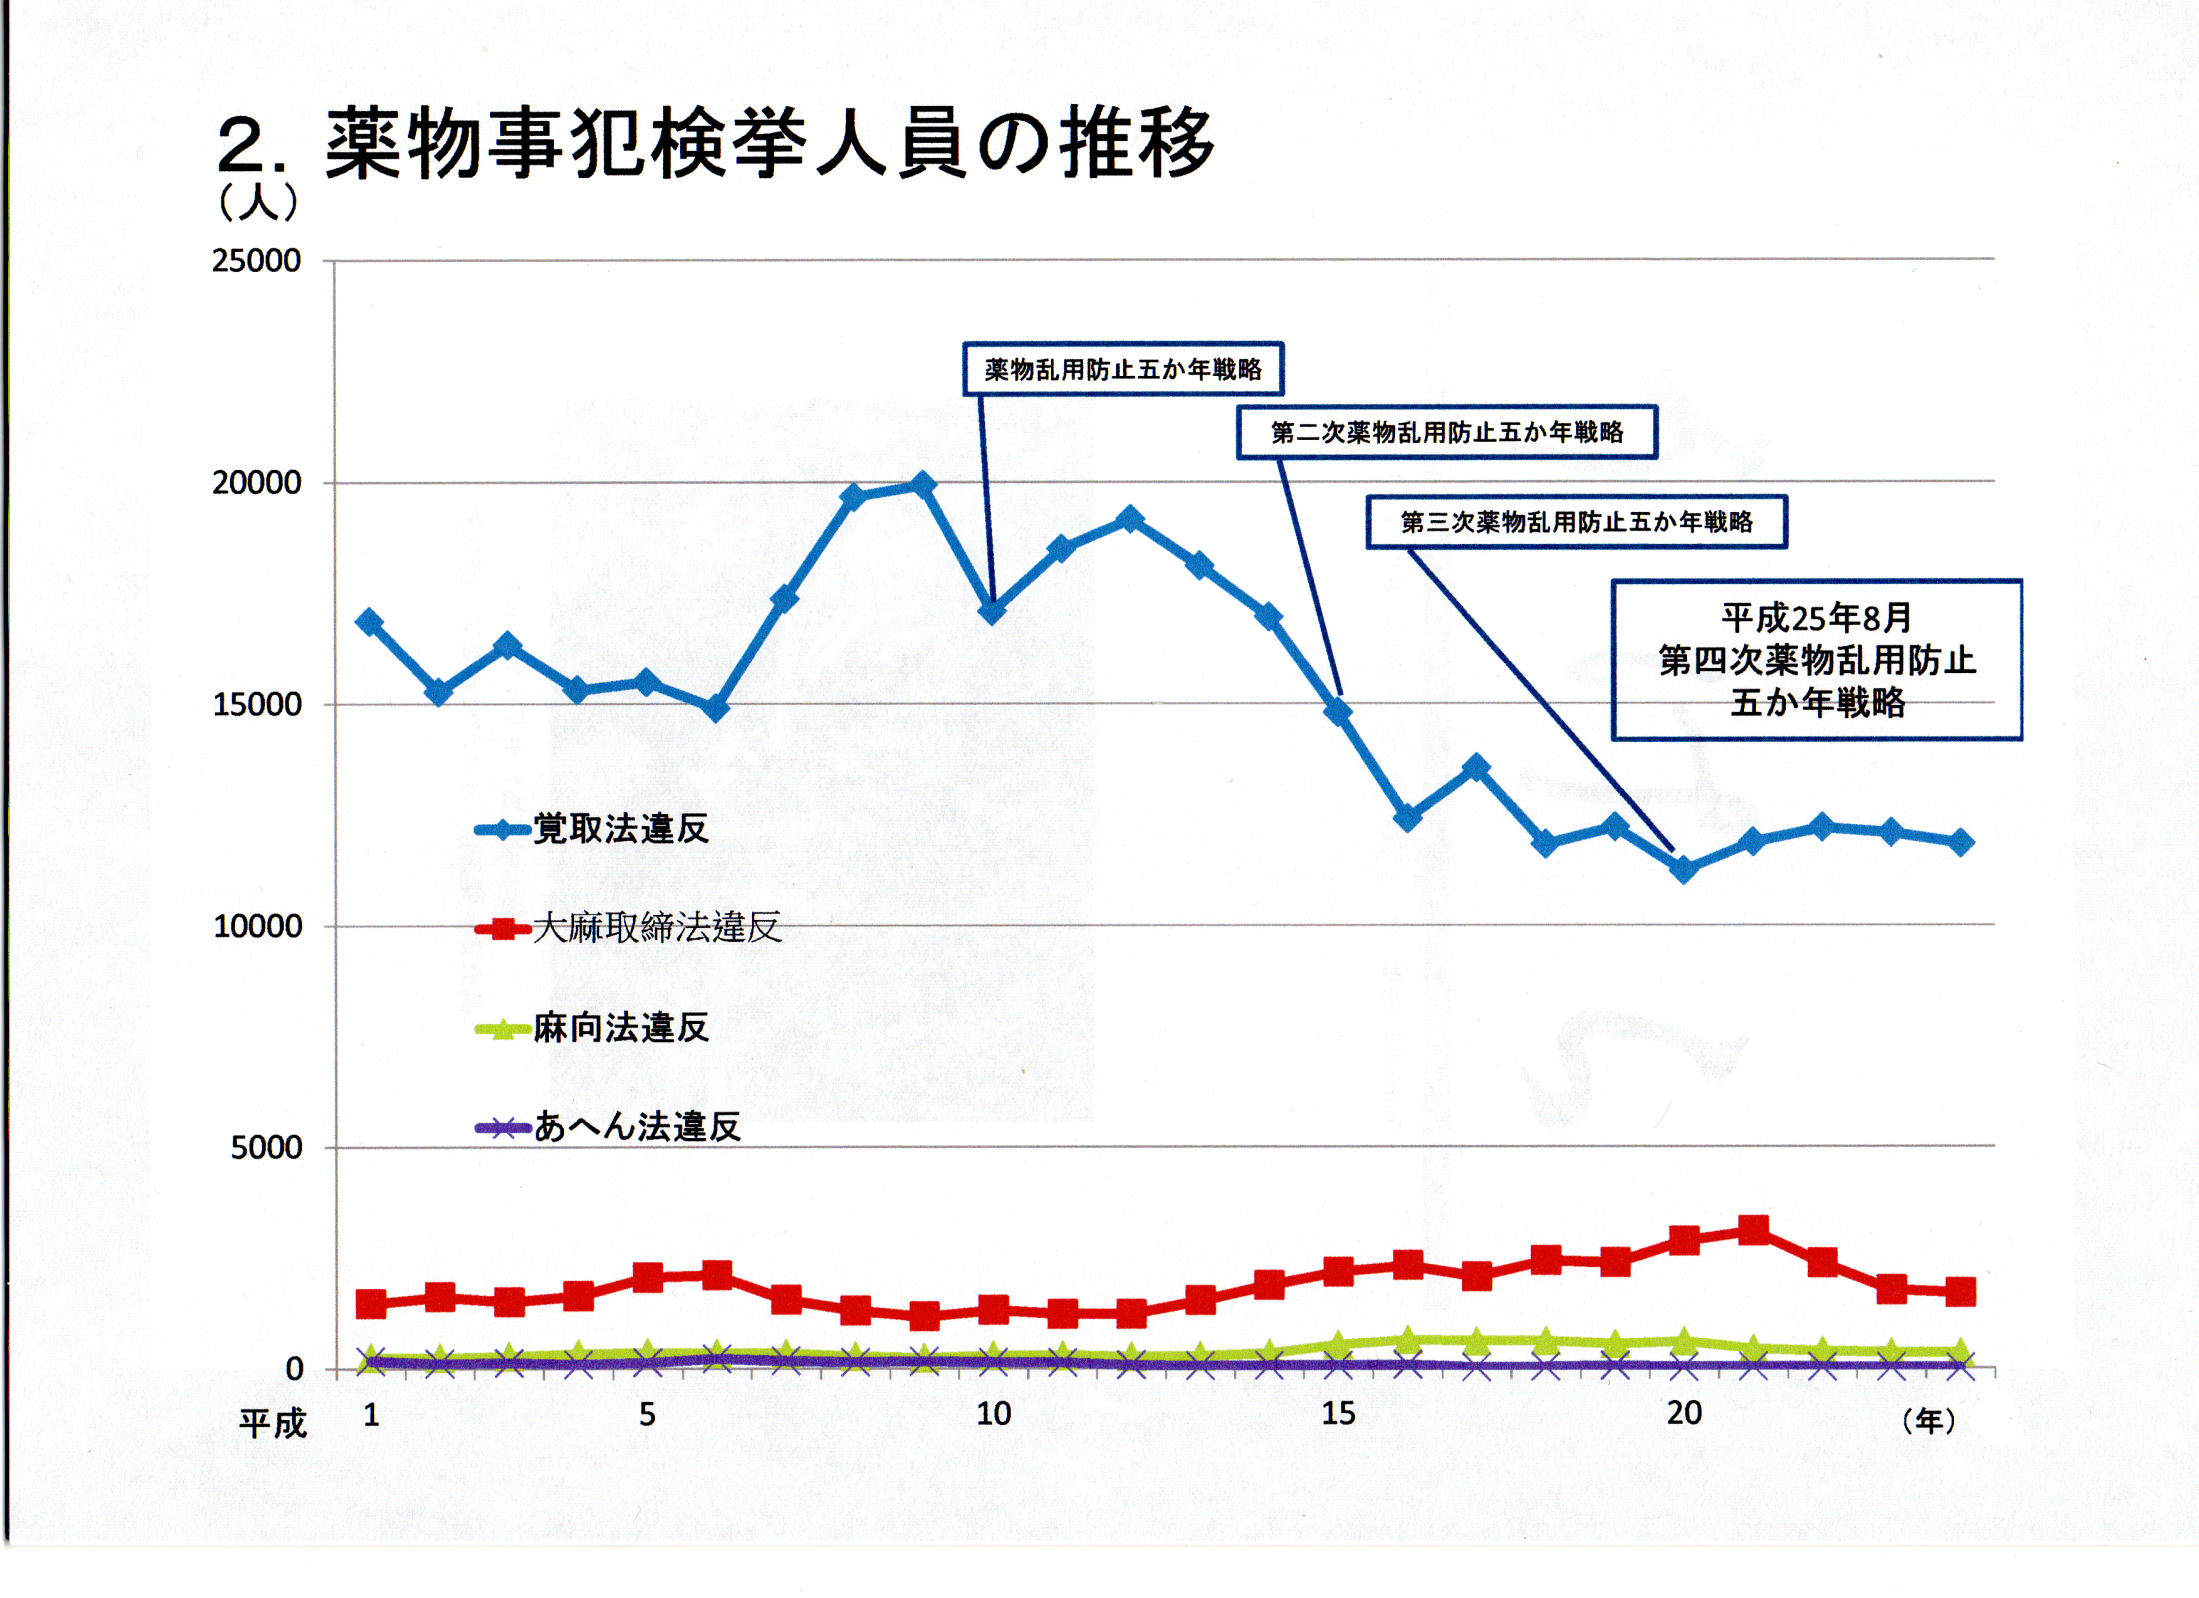 2. 薬物事犯検挙人員の推移
(人)
25000
薬物乱用防止五か年戦略
第二次薬物乱用防止五か年戦略
20000
第三次薬物乱用防止五か年戦略
平成25年8月
第四次薬物乱用防止
五か年戦略
15000
覚取法違反
10000
大麻取締法違反
麻向法違反
あへん法違反
5000
0
平成 1 5 10 15 20 (年)